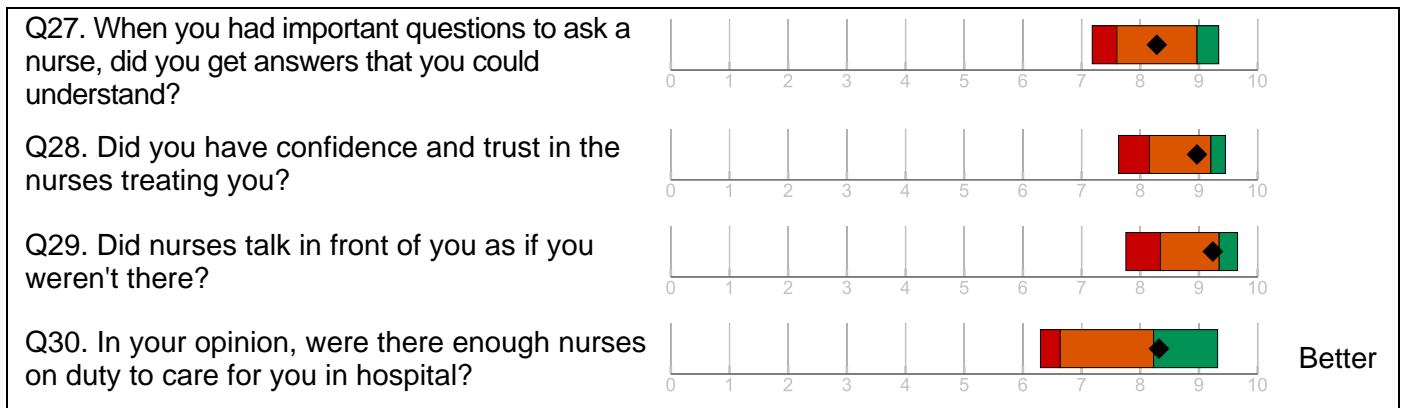 Q27. When you had important questions to ask a
nurse, did you get answers that you could
understand?
0 1 2 3 4 5 6 7 8 9 10
Q28. Did you have confidence and trust in the
nurses treating you?
0 1 2 3 4 5 6 7 8 9 10
Q29. Did nurses talk in front of you as if you
weren't there?
0 1 2 3 4 5 6 7 8 9 10
Q30. In your opinion, were there enough nurses
on duty to care for you in hospital?
Better
0 1 2 3 4 5 6 7 8 9 10